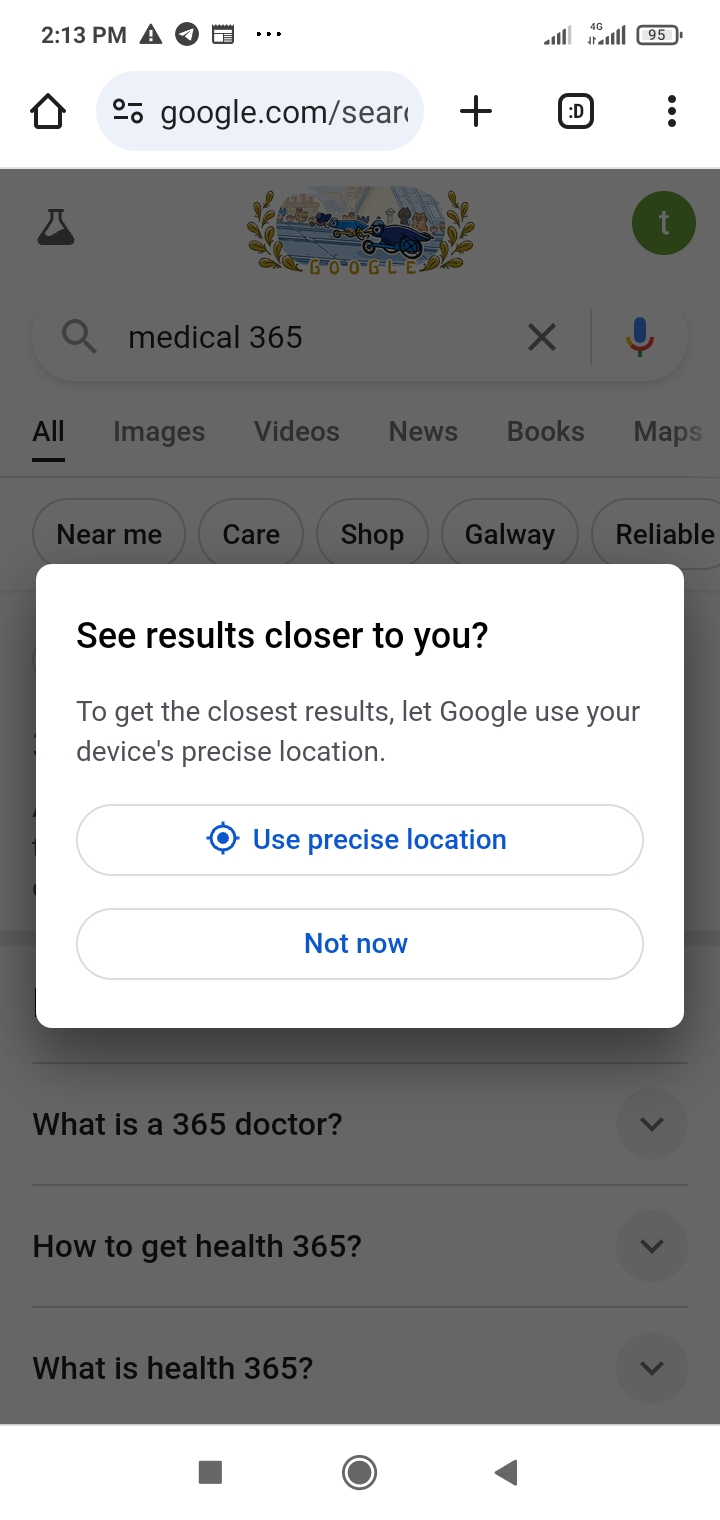 2:13 PM
4G
95
google.com/sear
:D
GOOGLE
t
medical 365
All Images Videos News Books Maps
Near me Care Shop Galway Reliable
See results closer to you?
To get the closest results, let Google use your
device's precise location.
Use precise location
Not now
What is a 365 doctor?
How to get health 365?
What is health 365?